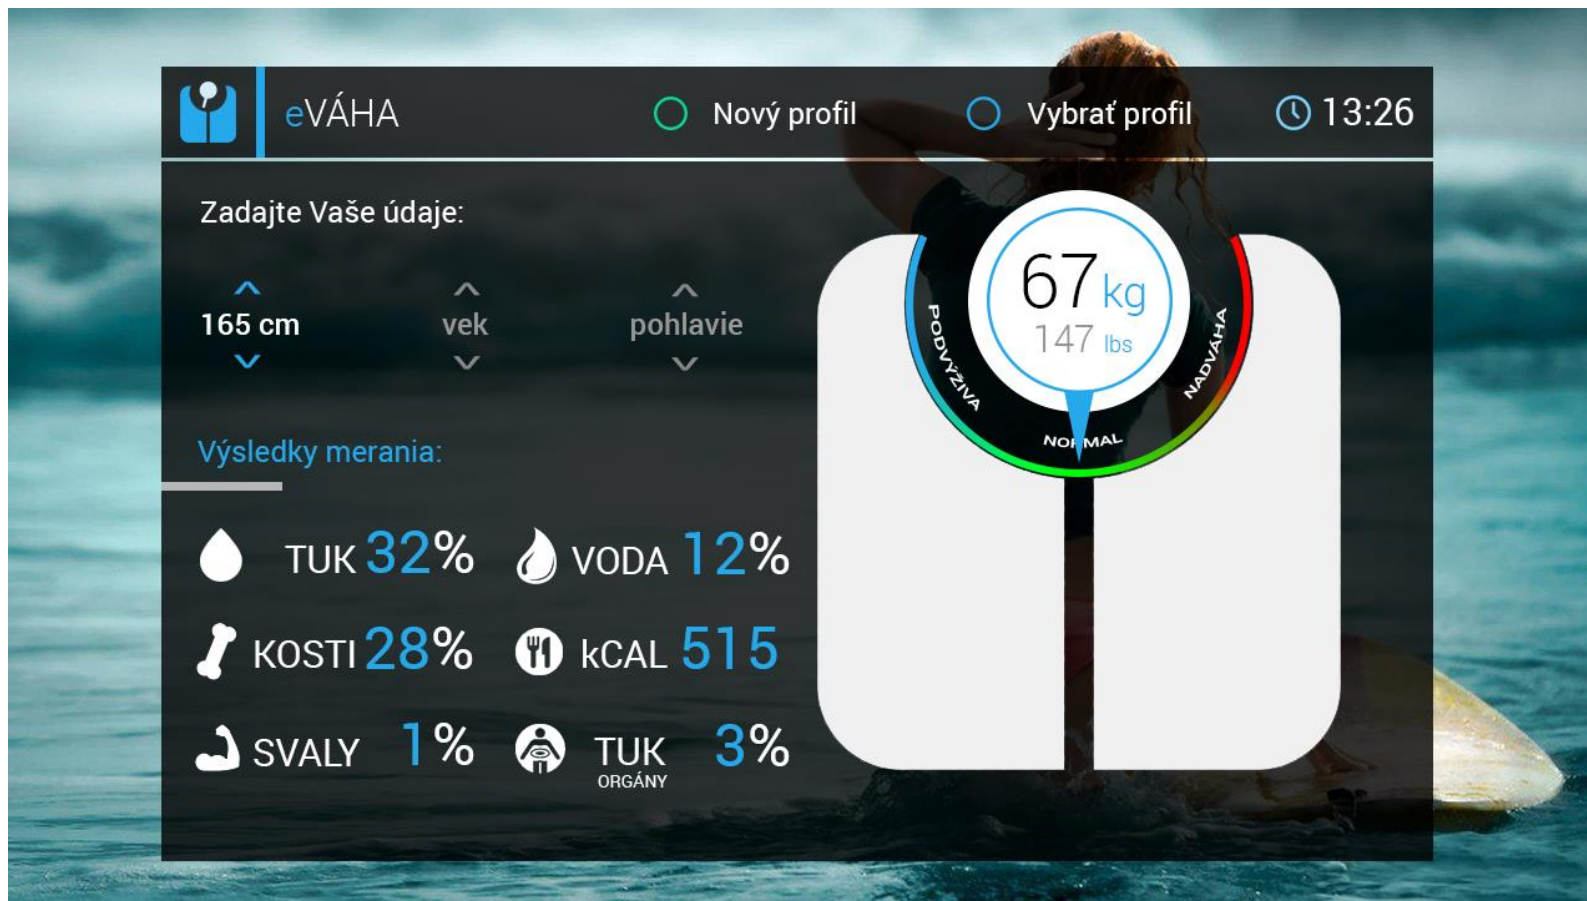 eVÁHA
Nový profil
Vybrať profil
13:26
Zadajte Vaše údaje:
165 cm
vek
pohlavie
67 kg
147 lbs
PODVÝŽIVA
NORMAL
NADVÁHA
Výsledky merania:
TUK 32%
VODA 12%
KOSTI 28%
kCAL 515
SVALY 1%
TUK 3%
ORGÁNY